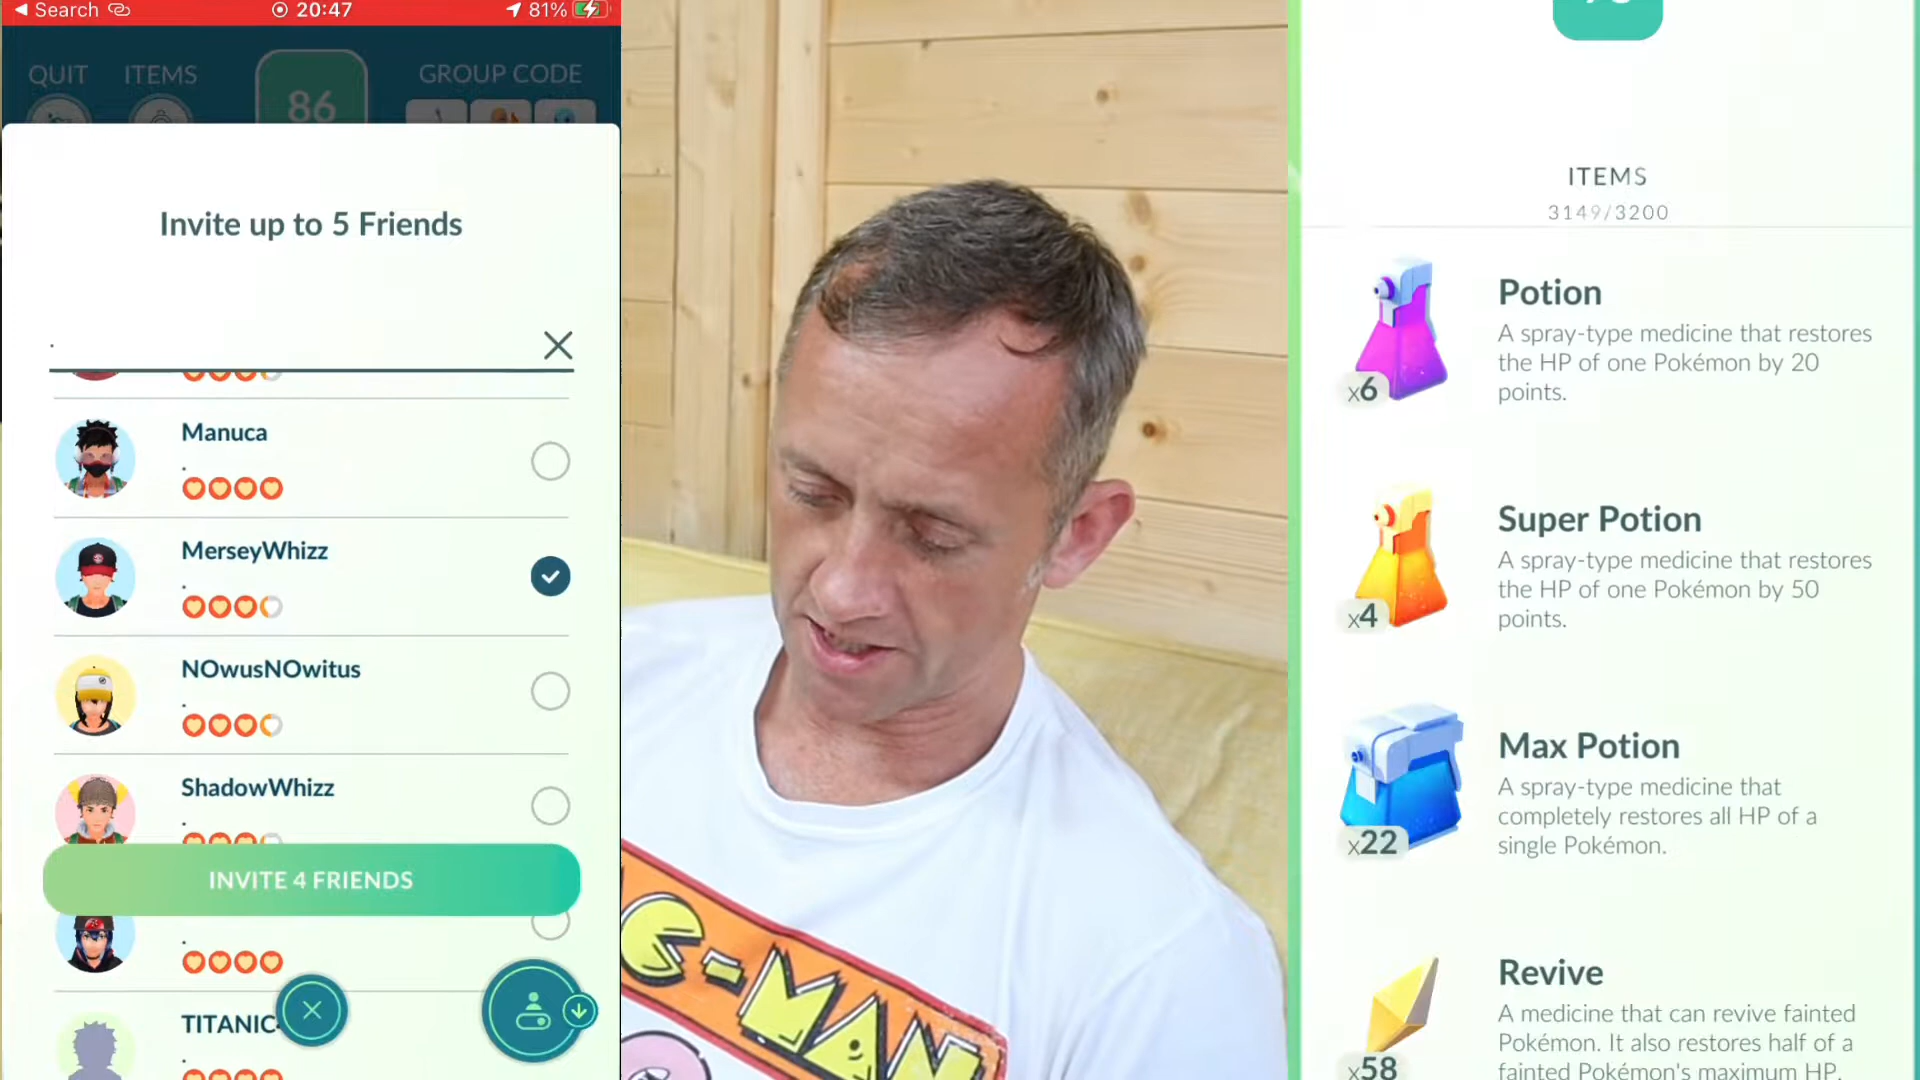 Search
20:47
81%
QUIT
ITEMS
86
GROUP CODE
Invite up to 5 Friends
.
Manuca
.
MerseyWhizz
.
NOwusNOwitus
.
ShadowWhizz
.
INVITE 4 FRIENDS
.
TITANIC
.
C-MAN
ITEMS
3149/3200
Potion
A spray-type medicine that restores
the HP of one Pokémon by 20
points.
x6
Super Potion
A spray-type medicine that restores
the HP of one Pokémon by 50
points.
x4
Max Potion
A spray-type medicine that
completely restores all HP of a
single Pokémon.
x22
Revive
A medicine that can revive fainted
Pokémon. It also restores half of a
fainted Pokémon's maximum HP.
x58